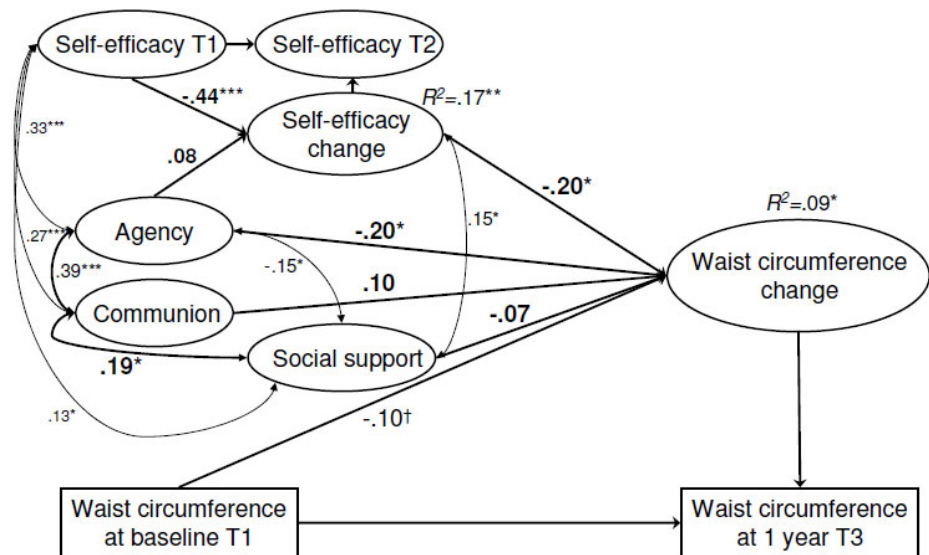 Self-efficacy T1
Self-efficacy T2
-.44***
R²=.17**
.33***
Self-efficacy
change
.08
-.20*
R²=.09*
.15*
Agency
-.20*
.27***
-.15*
.39***
Waist circumference
change
.10
Communion
-.07
Social support
.19*
.13*
-.10†
Waist circumference
at baseline T1
Waist circumference
at 1 year T3